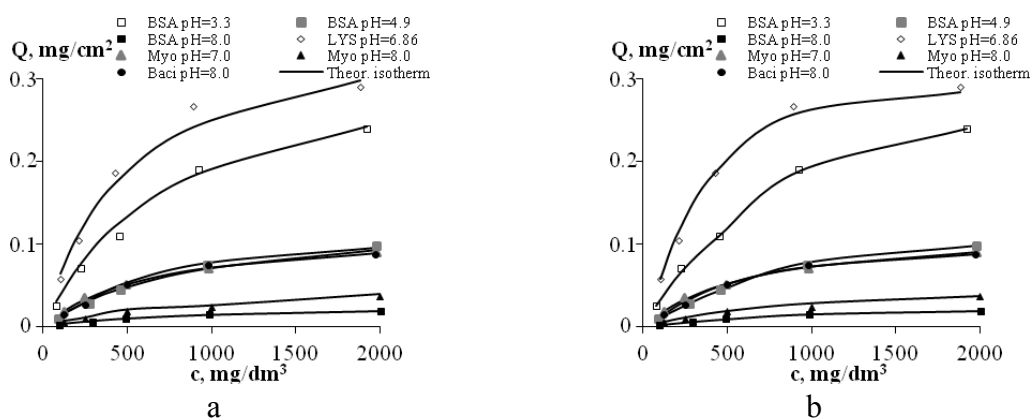 BSA pH=3.3 BSA pH=4.9
Q, mg/cm² BSA pH=8.0 LYS pH=6.86
Myo pH=7.0 Myo pH=8.0
0.3 Baci pH=8.0 Theor. isotherm
0.2
0.1
0
0 500 1000 1500 2000
c, mg/dm³
a
BSA pH=3.3 BSA pH=4.9
Q, mg/cm² BSA pH=8.0 LYS pH=6.86
Myo pH=7.0 Myo pH=8.0
0.3 Baci pH=8.0 Theor. isotherm
0.2
0.1
0
0 500 1000 1500 2000
c, mg/dm³
b